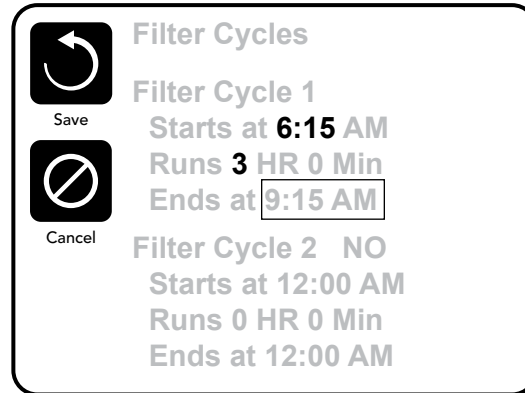 Save
Cancel
Filter Cycles
Filter Cycle 1
Starts at 6:15 AM
Runs 3 HR 0 Min
Ends at 9:15 AM
Filter Cycle 2 NO
Starts at 12:00 AM
Runs 0 HR 0 Min
Ends at 12:00 AM